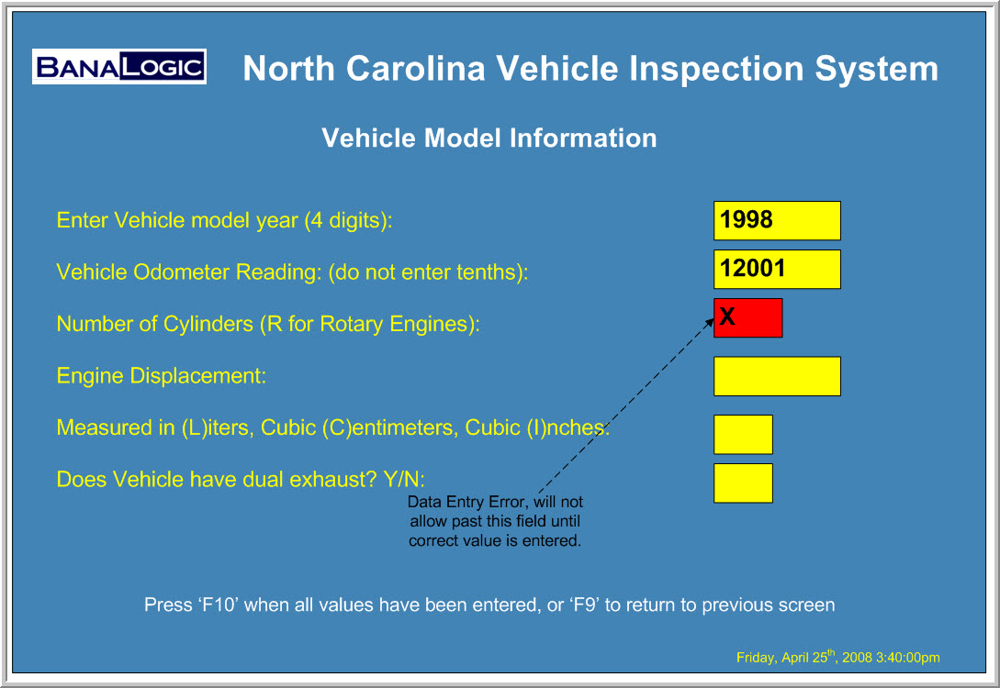 BANALOGIC
North Carolina Vehicle Inspection System
Vehicle Model Information
Enter Vehicle model year (4 digits):
1998
Vehicle Odometer Reading: (do not enter tenths):
12001
Number of Cylinders (R for Rotary Engines):
X
Engine Displacement:
Measured in (L)iters, Cubic (C)entimeters, Cubic (I)nches:
Does Vehicle have dual exhaust? Y/N:
Data Entry Error, will not
allow past this field until
correct value is entered.
Press ‘F10’ when all values have been entered, or ‘F9’ to return to previous screen
Friday, April 25th, 2008 3:40:00pm